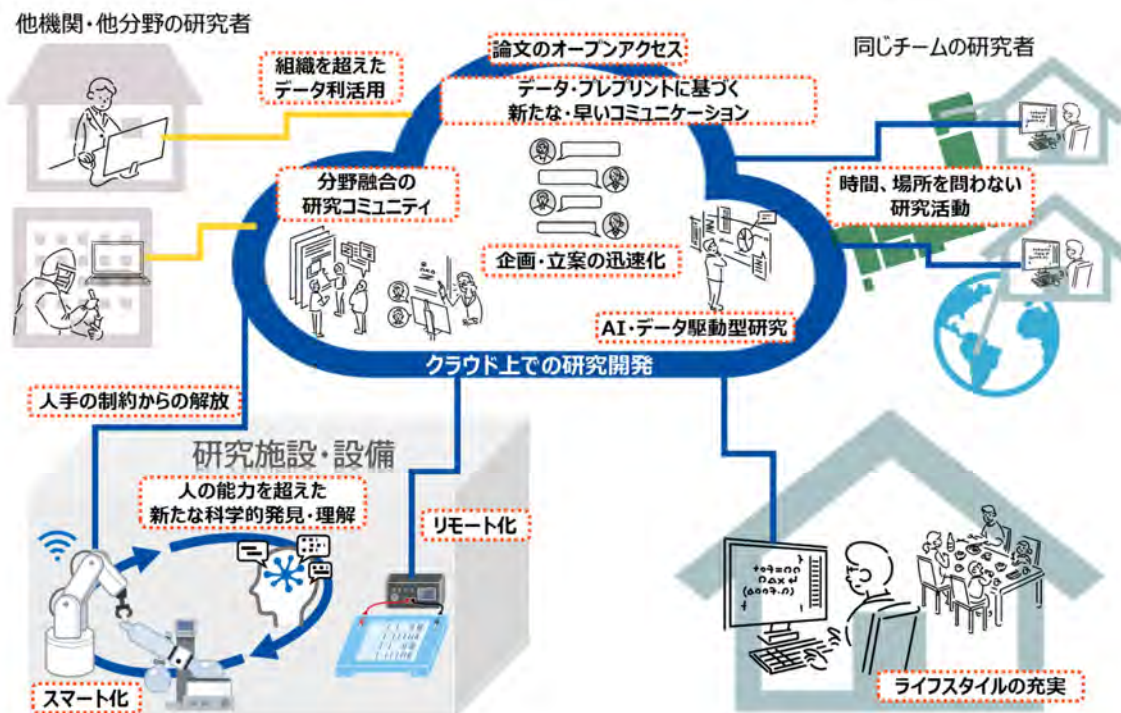 他機関・他分野の研究者
組織を超えた
データ利活用
論文のオープンアクセス
データ・プレプリントに基づく
新たな・早いコミュニケーション
同じチームの研究者
分野融合の
研究コミュニティ
時間、場所を問わない
研究活動
企画・立案の迅速化
AI・データ駆動型研究
クラウド上での研究開発
人手の制約からの解放
研究施設・設備
人の能力を超えた
新たな科学的発見・理解
リモート化
スマート化
ライフスタイルの充実